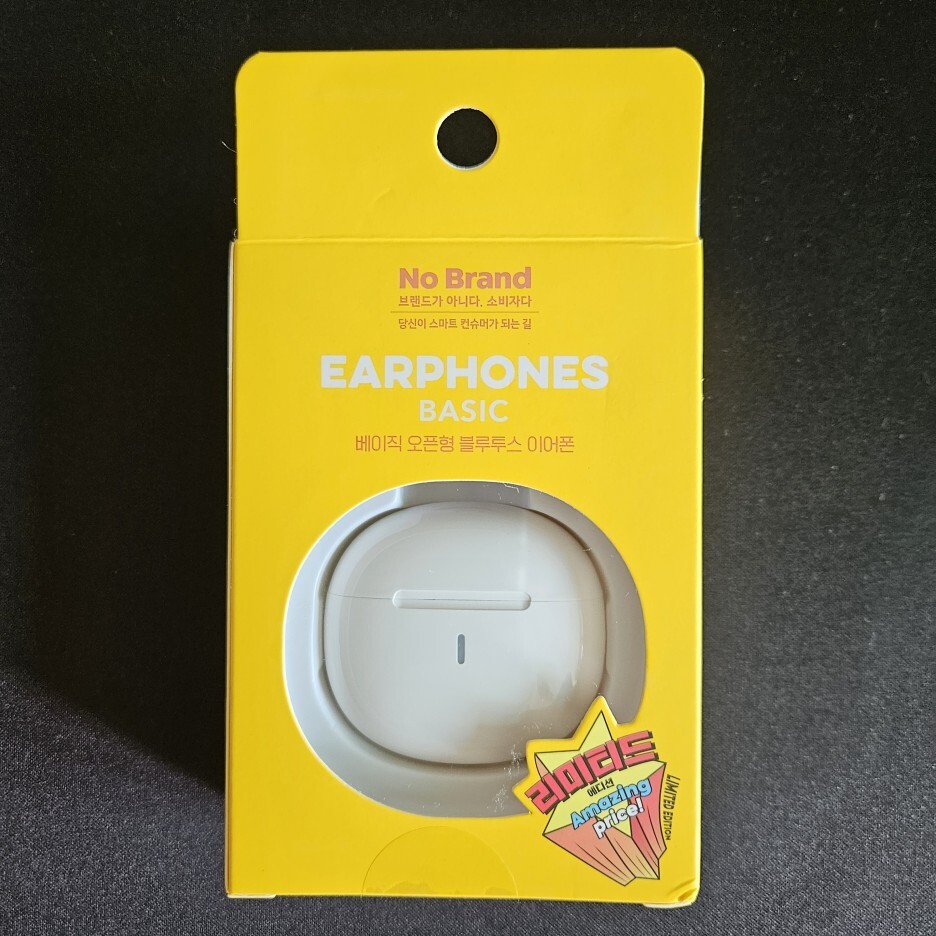 No Brand
브랜드가 아니다. 소비자다
당신이 스마트 컨슈머가 되는 길
EARPHONES
BASIC
베이직 오픈형 블루투스 이어폰
리미티드
에디션
Amazing
price!
LIMITED EDITION